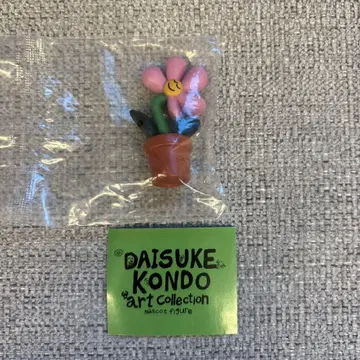 DAISUKE
KONDO
art collection
mascot figure